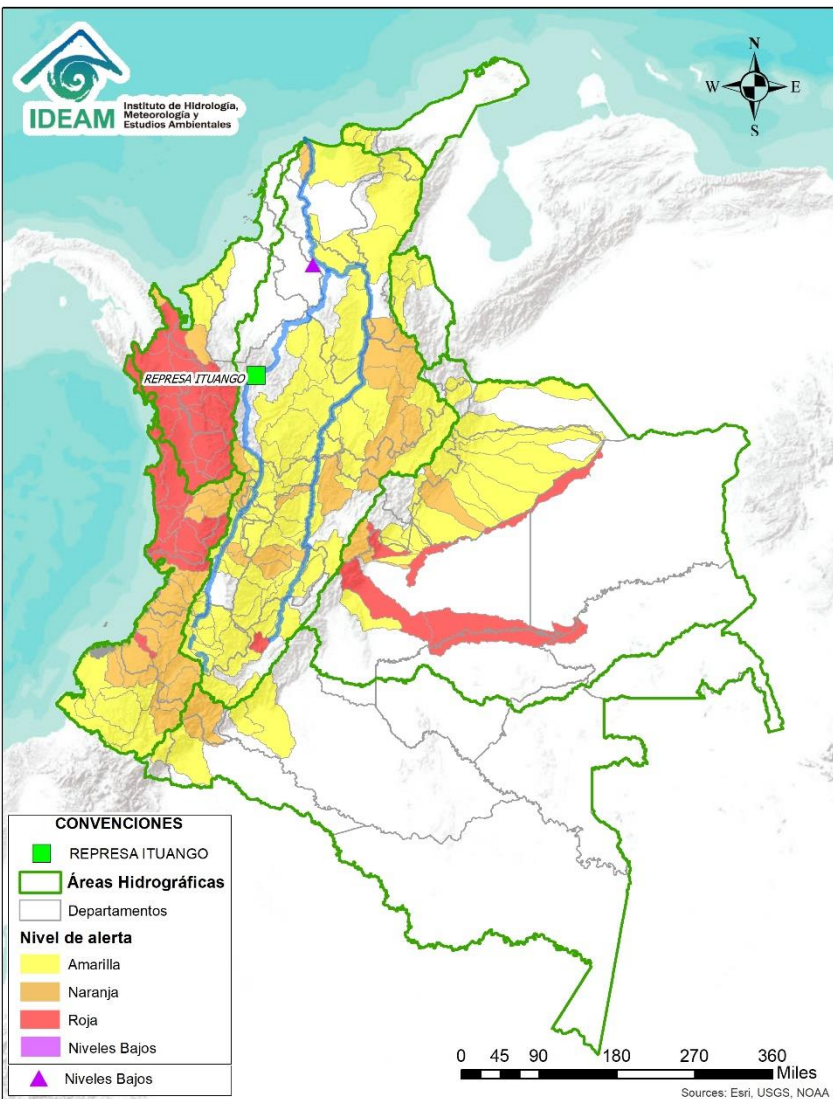 IDEAM
Instituto de Hidrología,
Meteorología y
Estudios Ambientales
N
W
E
S
REPRESA ITUANGO
CONVENCIONES
REPRESA ITUANGO
Áreas Hidrográficas
Departamentos
Nivel de alerta
Amarilla
Naranja
Roja
Niveles Bajos
Niveles Bajos
0 45 90 180 270 360
Miles
Sources: Esri, USGS, NOAA